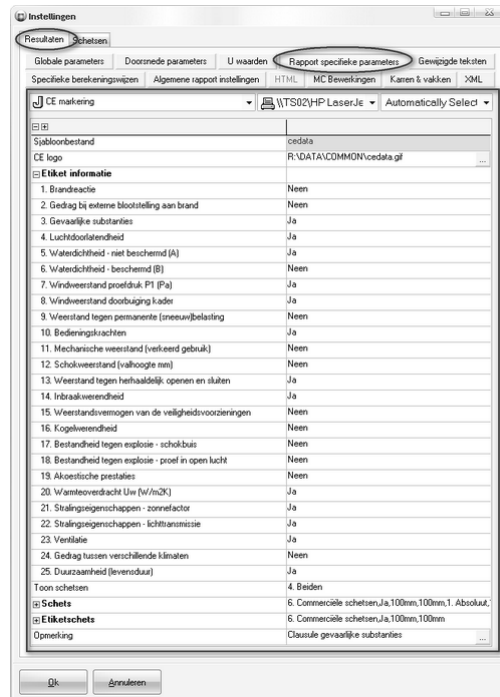 Instellingen
Resultaten Schetsen
Globale parameters Doorsnede parameters U waarden Rapport specifieke parameters Gewijzigde teksten
Specifieke berekeningswijzen Algemene rapport instellingen HTML MC Bewerkingen Karren & vakken XML
CE markering \\TS02\HP LaserJe Automatically Select
Sjabloonbestand cedata
CE logo R:\DATA\COMMON\cedata.gif ...
Etiket informatie
1. Brandreactie Neen
2. Gedrag bij externe blootstelling aan brand Neen
3. Gevaarlijke substanties Ja
4. Luchtdoorlatendheid Ja
5. Waterdichtheid - niet beschermd (A) Ja
6. Waterdichtheid - beschermd (B) Neen
7. Windweerstand proefdruk P1 (Pa) Ja
8. Windweerstand doorbuiging kader Ja
9. Weerstand tegen permanente (sneeuw)belasting Neen
10. Bedieningskrachten Ja
11. Mechanische weerstand (verkeerd gebruik) Neen
12. Schokweerstand (valhoogte mm) Neen
13. Weerstand tegen herhaaldelijk openen en sluiten Ja
14. Inbraakwerendheid Ja
15. Weerstandsvermogen van de veiligheidsvoorzieningen Neen
16. Kogelwerendheid Neen
17. Bestandheid tegen explosie - schokbuis Neen
18. Bestandheid tegen explosie - proef in open lucht Neen
19. Akoestische prestaties Neen
20. Warmteoverdracht Uw (W/m2K) Ja
21. Stralingseigenschappen - zonnefactor Ja
22. Stralingseigenschappen - lichttransmissie Ja
23. Ventilatie Ja
24. Gedrag tussen verschillende klimaten Neen
25. Duurzaamheid (levensduur) Ja
Toon schetsen 4. Beiden
Schets 6. Commerciële schetsen,Ja,100mm,100mm,1. Absoluut,
Etiketschets 6. Commerciële schetsen,Ja,100mm,100mm
Opmerking Clausule gevaarlijke substanties ...
Ok Annuleren